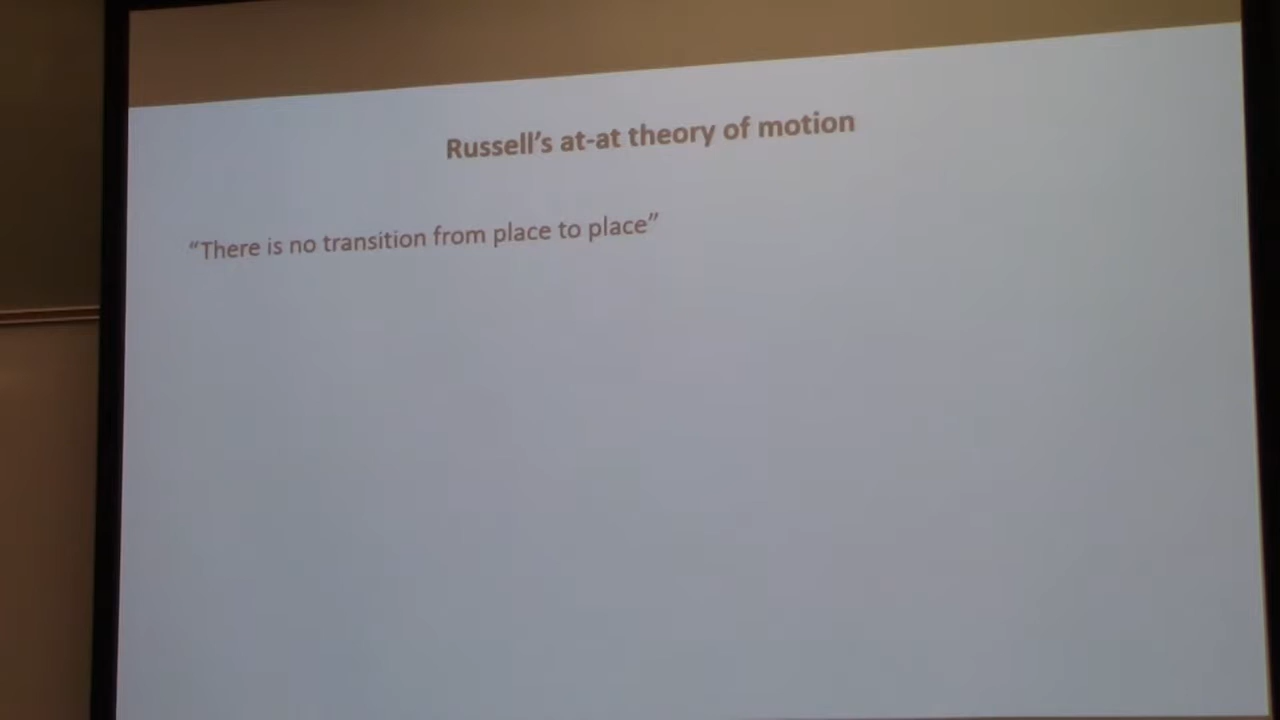 Russell’s at-at theory of motion
“There is no transition from place to place”